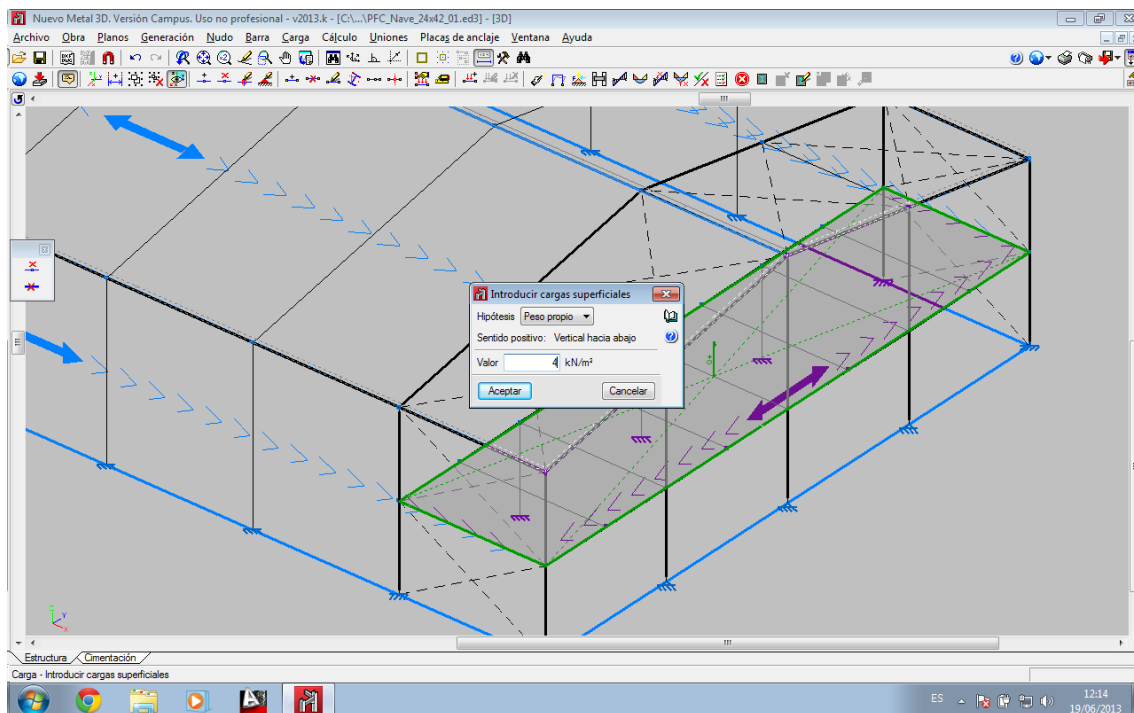 Nuevo Metal 3D. Versión Campus. Uso no profesional - v2013.k - [C:\...\PFC_Nave_24x42_01.ed3] - [3D]
Archivo Obra Planos Generación Nudo Barra Carga Cálculo Uniones Placas de anclaje Ventana Ayuda
Introducir cargas superficiales
Hipótesis Peso propio
Sentido positivo: Vertical hacia abajo
Valor 4 kN/m²
Aceptar Cancelar
Estructura Cimentación
Carga - Introducir cargas superficiales
ES 12:14
19/06/2013